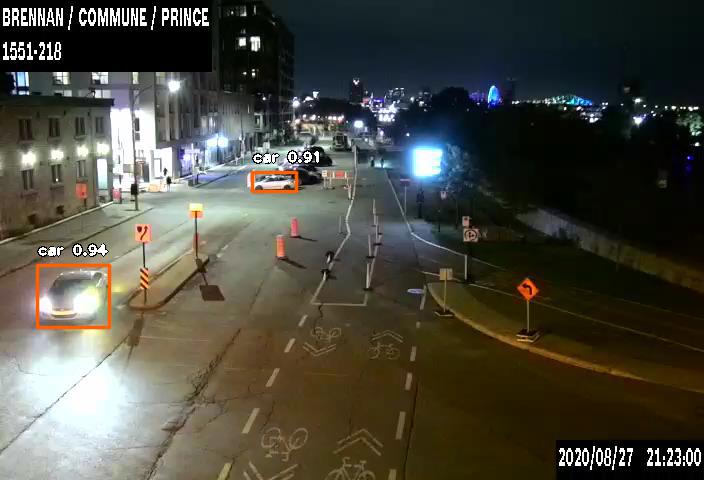 BRENNAN / COMMUNE / PRINCE
1551-218
car 0.91
car 0.94
2020/08/27 21:23:00